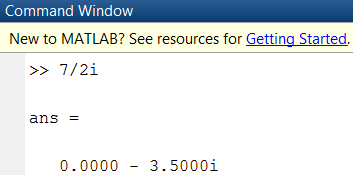 Command Window
New to MATLAB? See resources for Getting Started.
>> 7/2i
ans =
0.0000 - 3.5000i